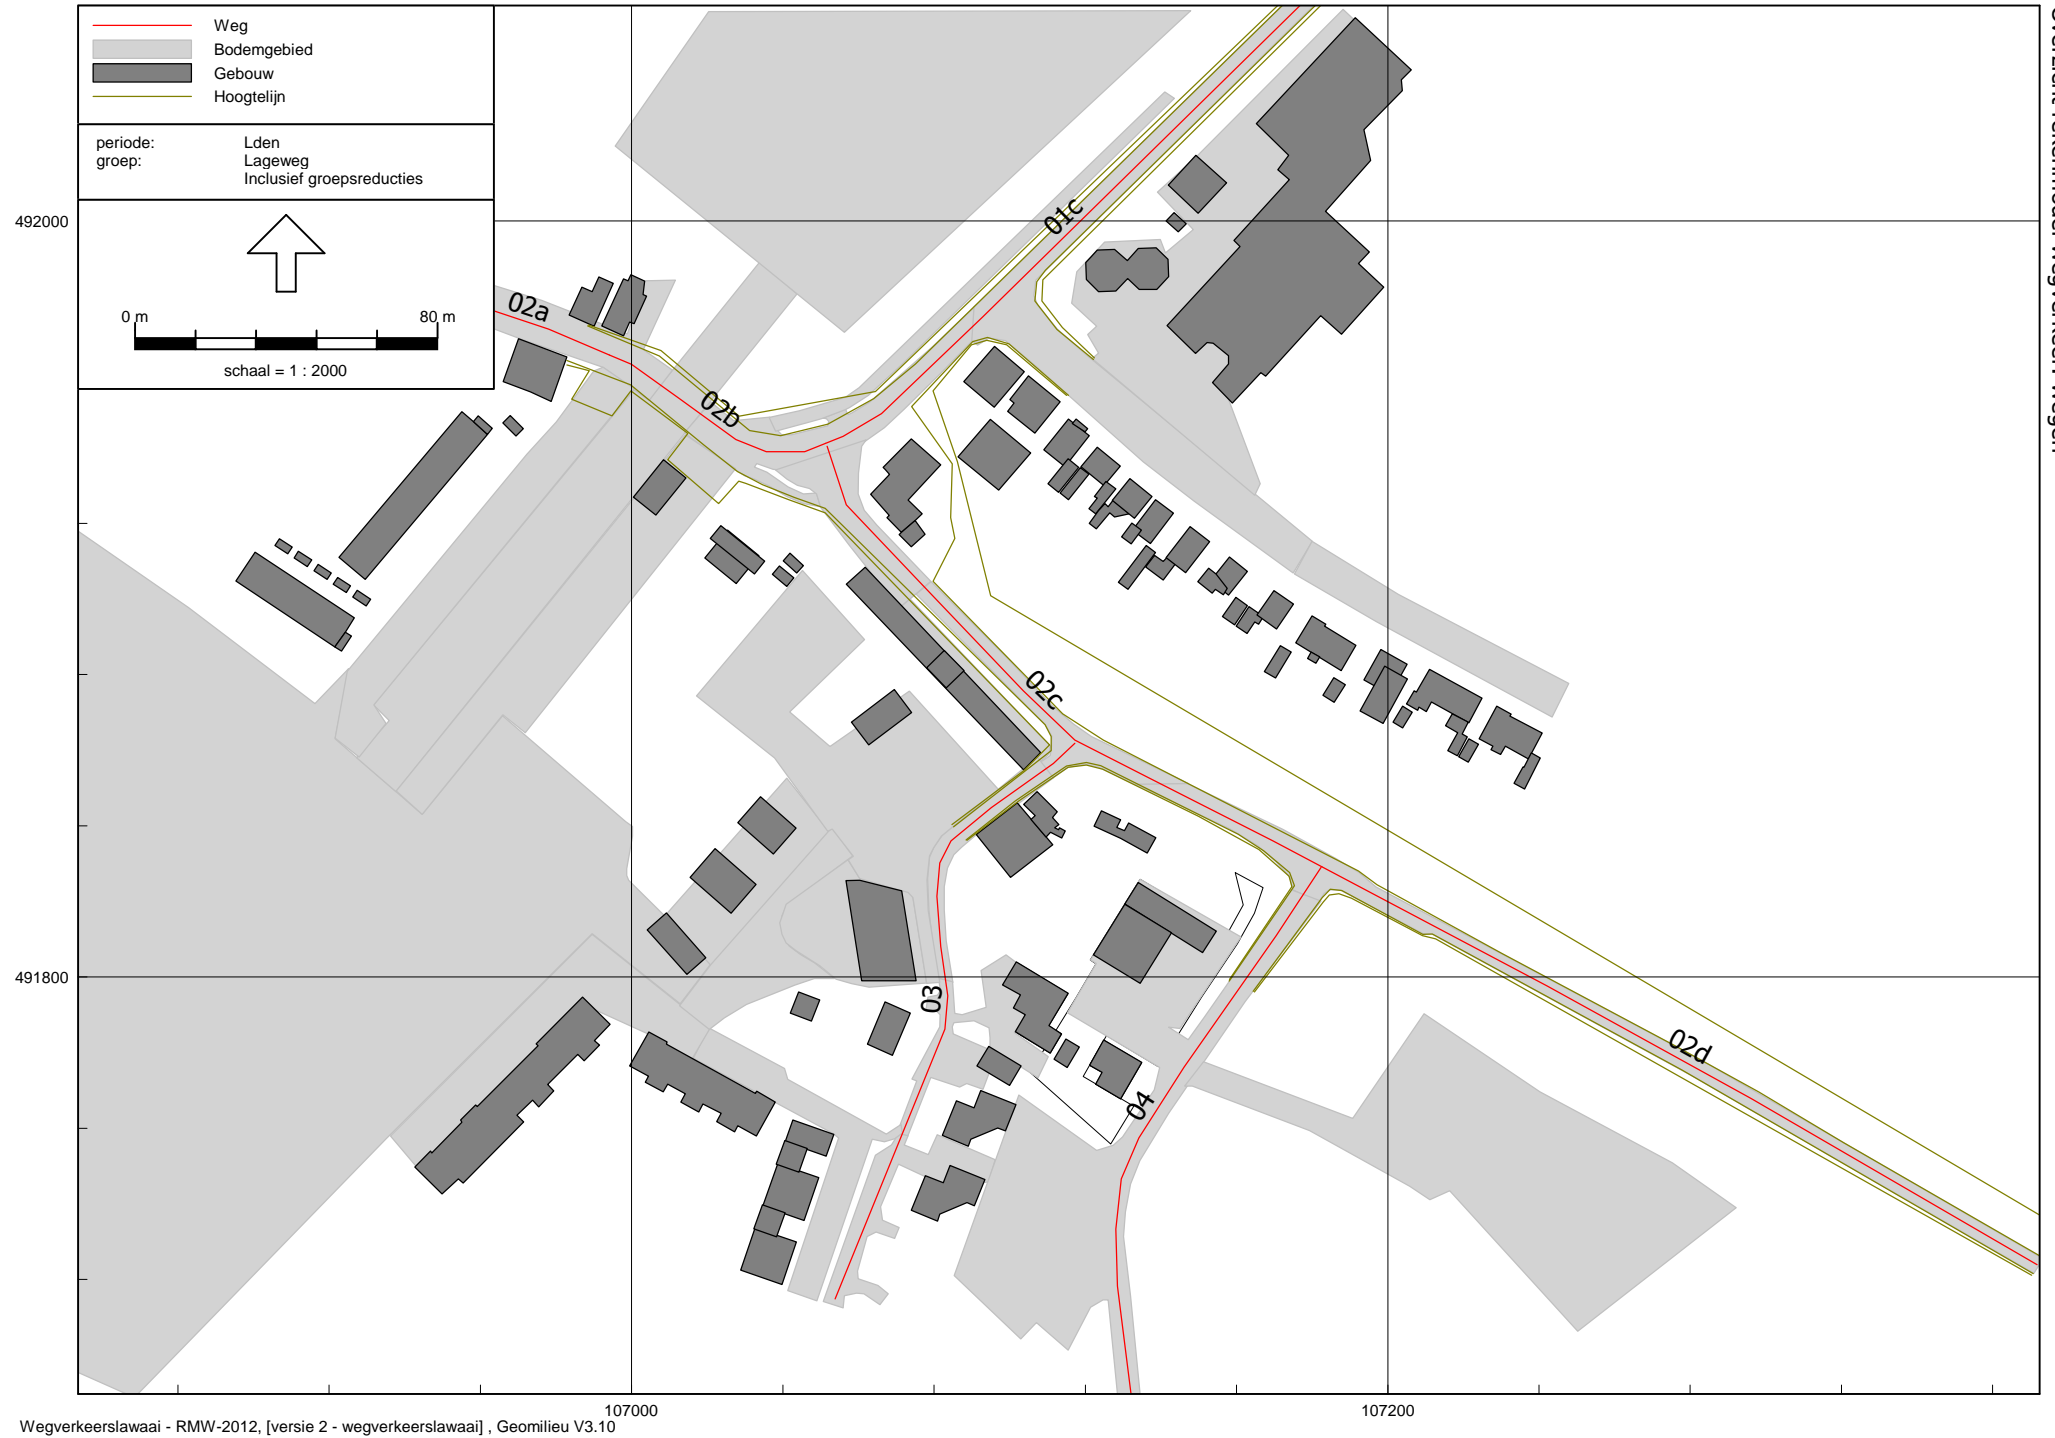 Weg
Bodemgebied
Gebouw
Hoogtelijn
periode: Lden
groep: Lageweg
Inclusief groepsreducties
0 m 80 m
schaal = 1 : 2000
492000
491800
107000
107200
01c
02a
02b
02c
02d
03
04
Wegverkeerslawaai - RMW-2012, [versie 2 - wegverkeerslawaai] , Geomilieu V3.10